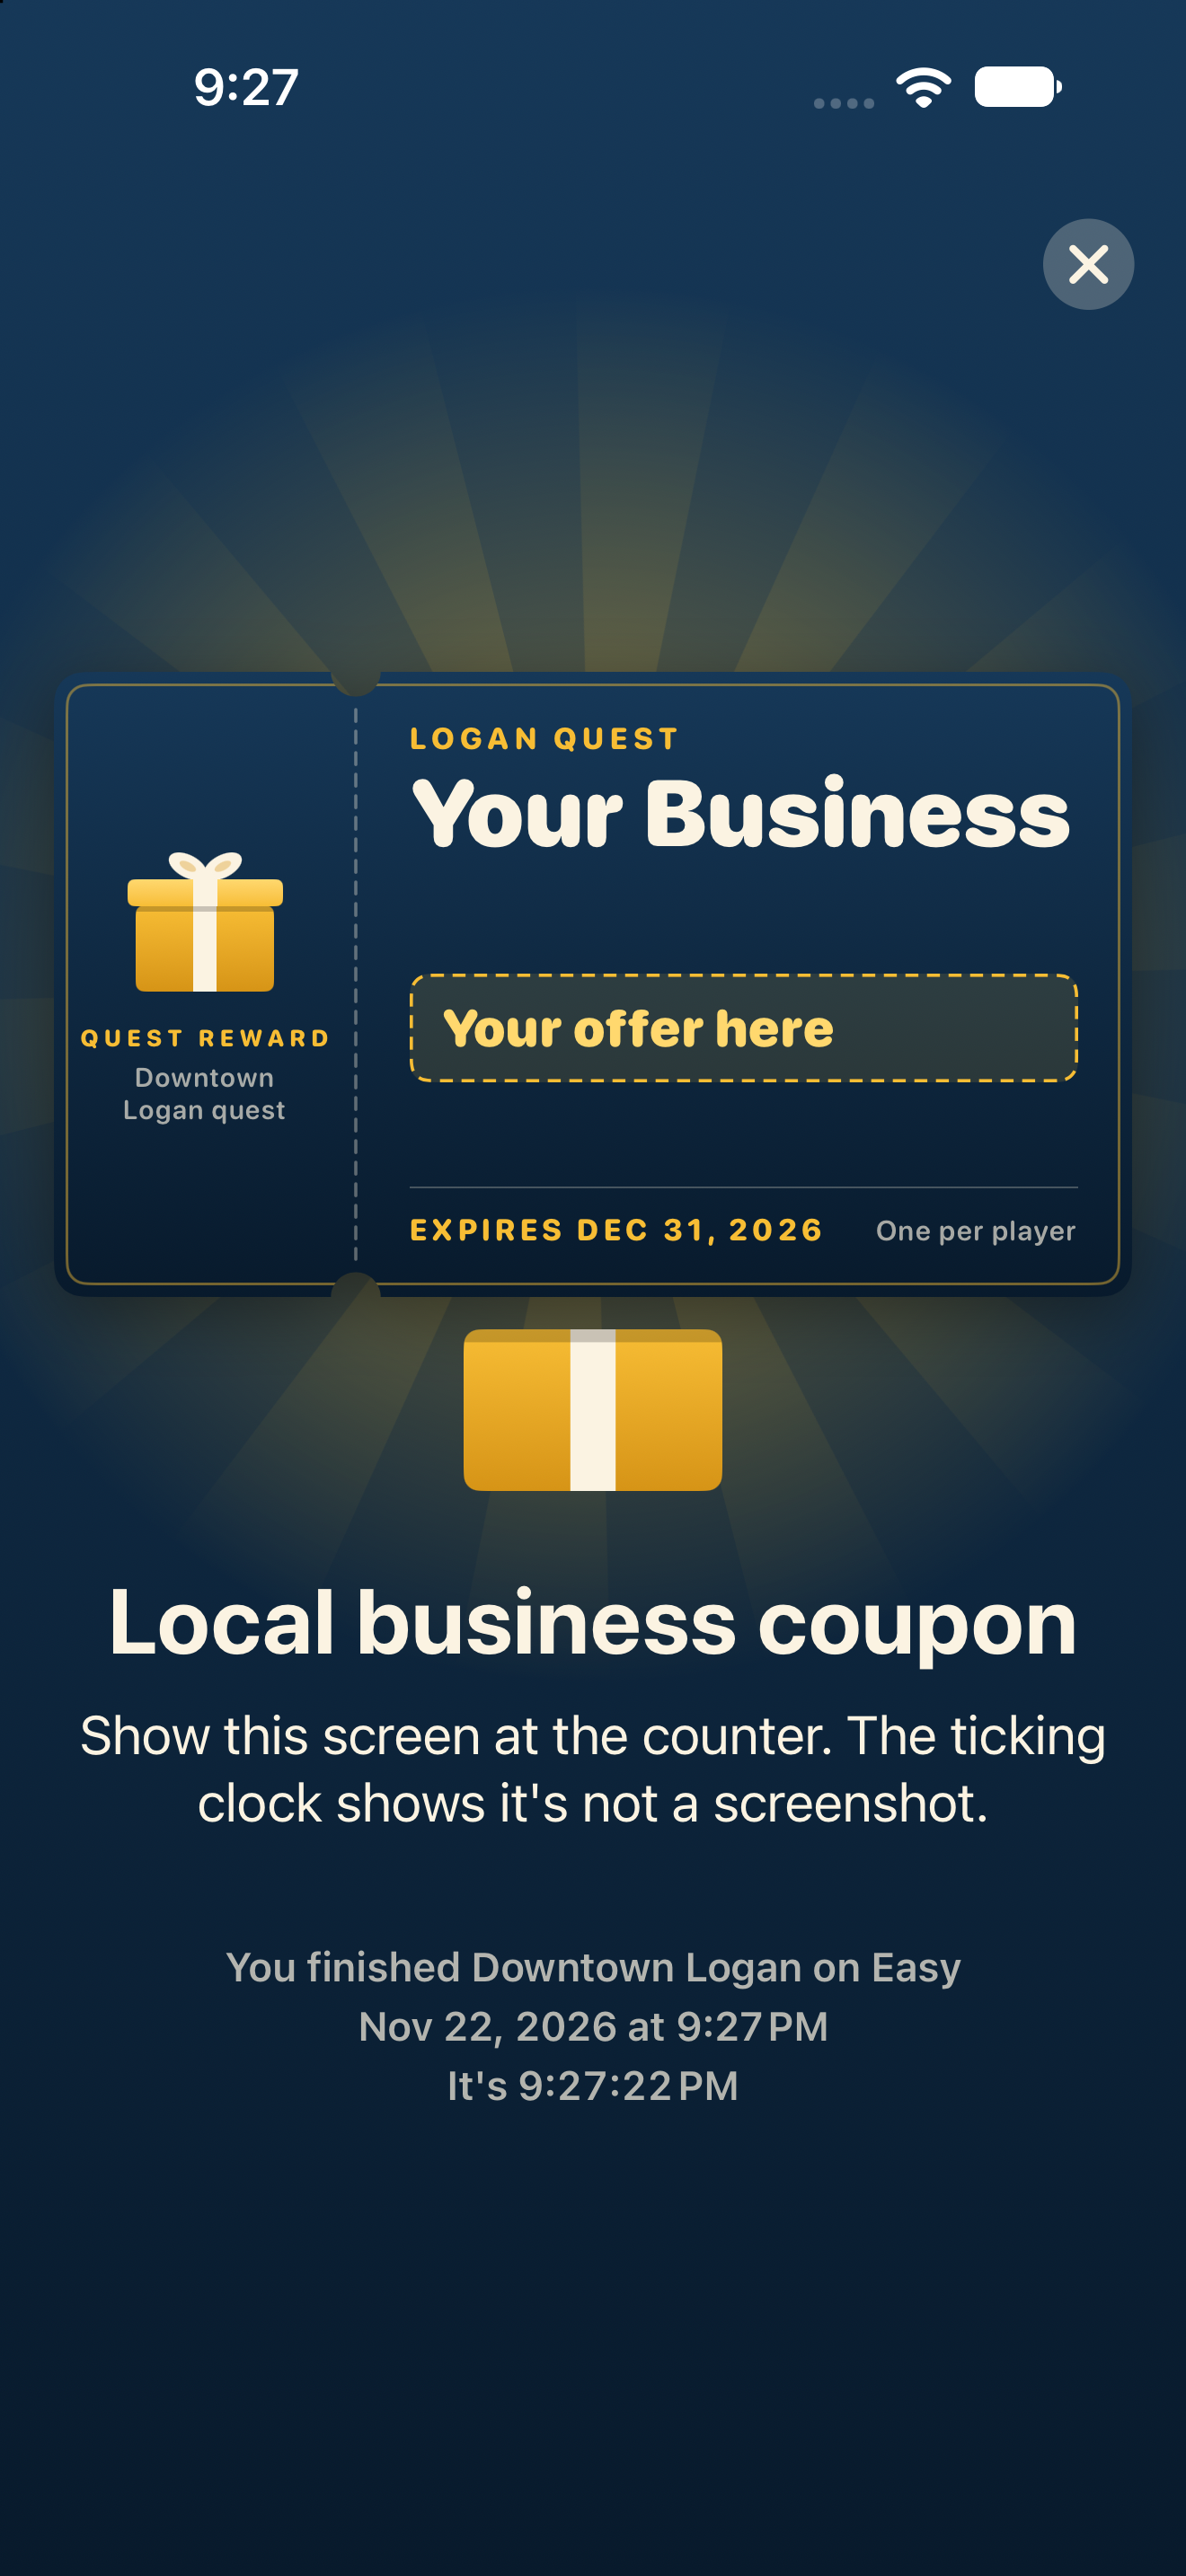 9:27
LOGAN QUEST
Your Business
Your offer here
QUEST REWARD
Downtown
Logan quest
EXPIRES DEC 31, 2026
One per player
Local business coupon
Show this screen at the counter. The ticking
clock shows it's not a screenshot.
You finished Downtown Logan on Easy
Nov 22, 2026 at 9:27 PM
It's 9:27:22 PM